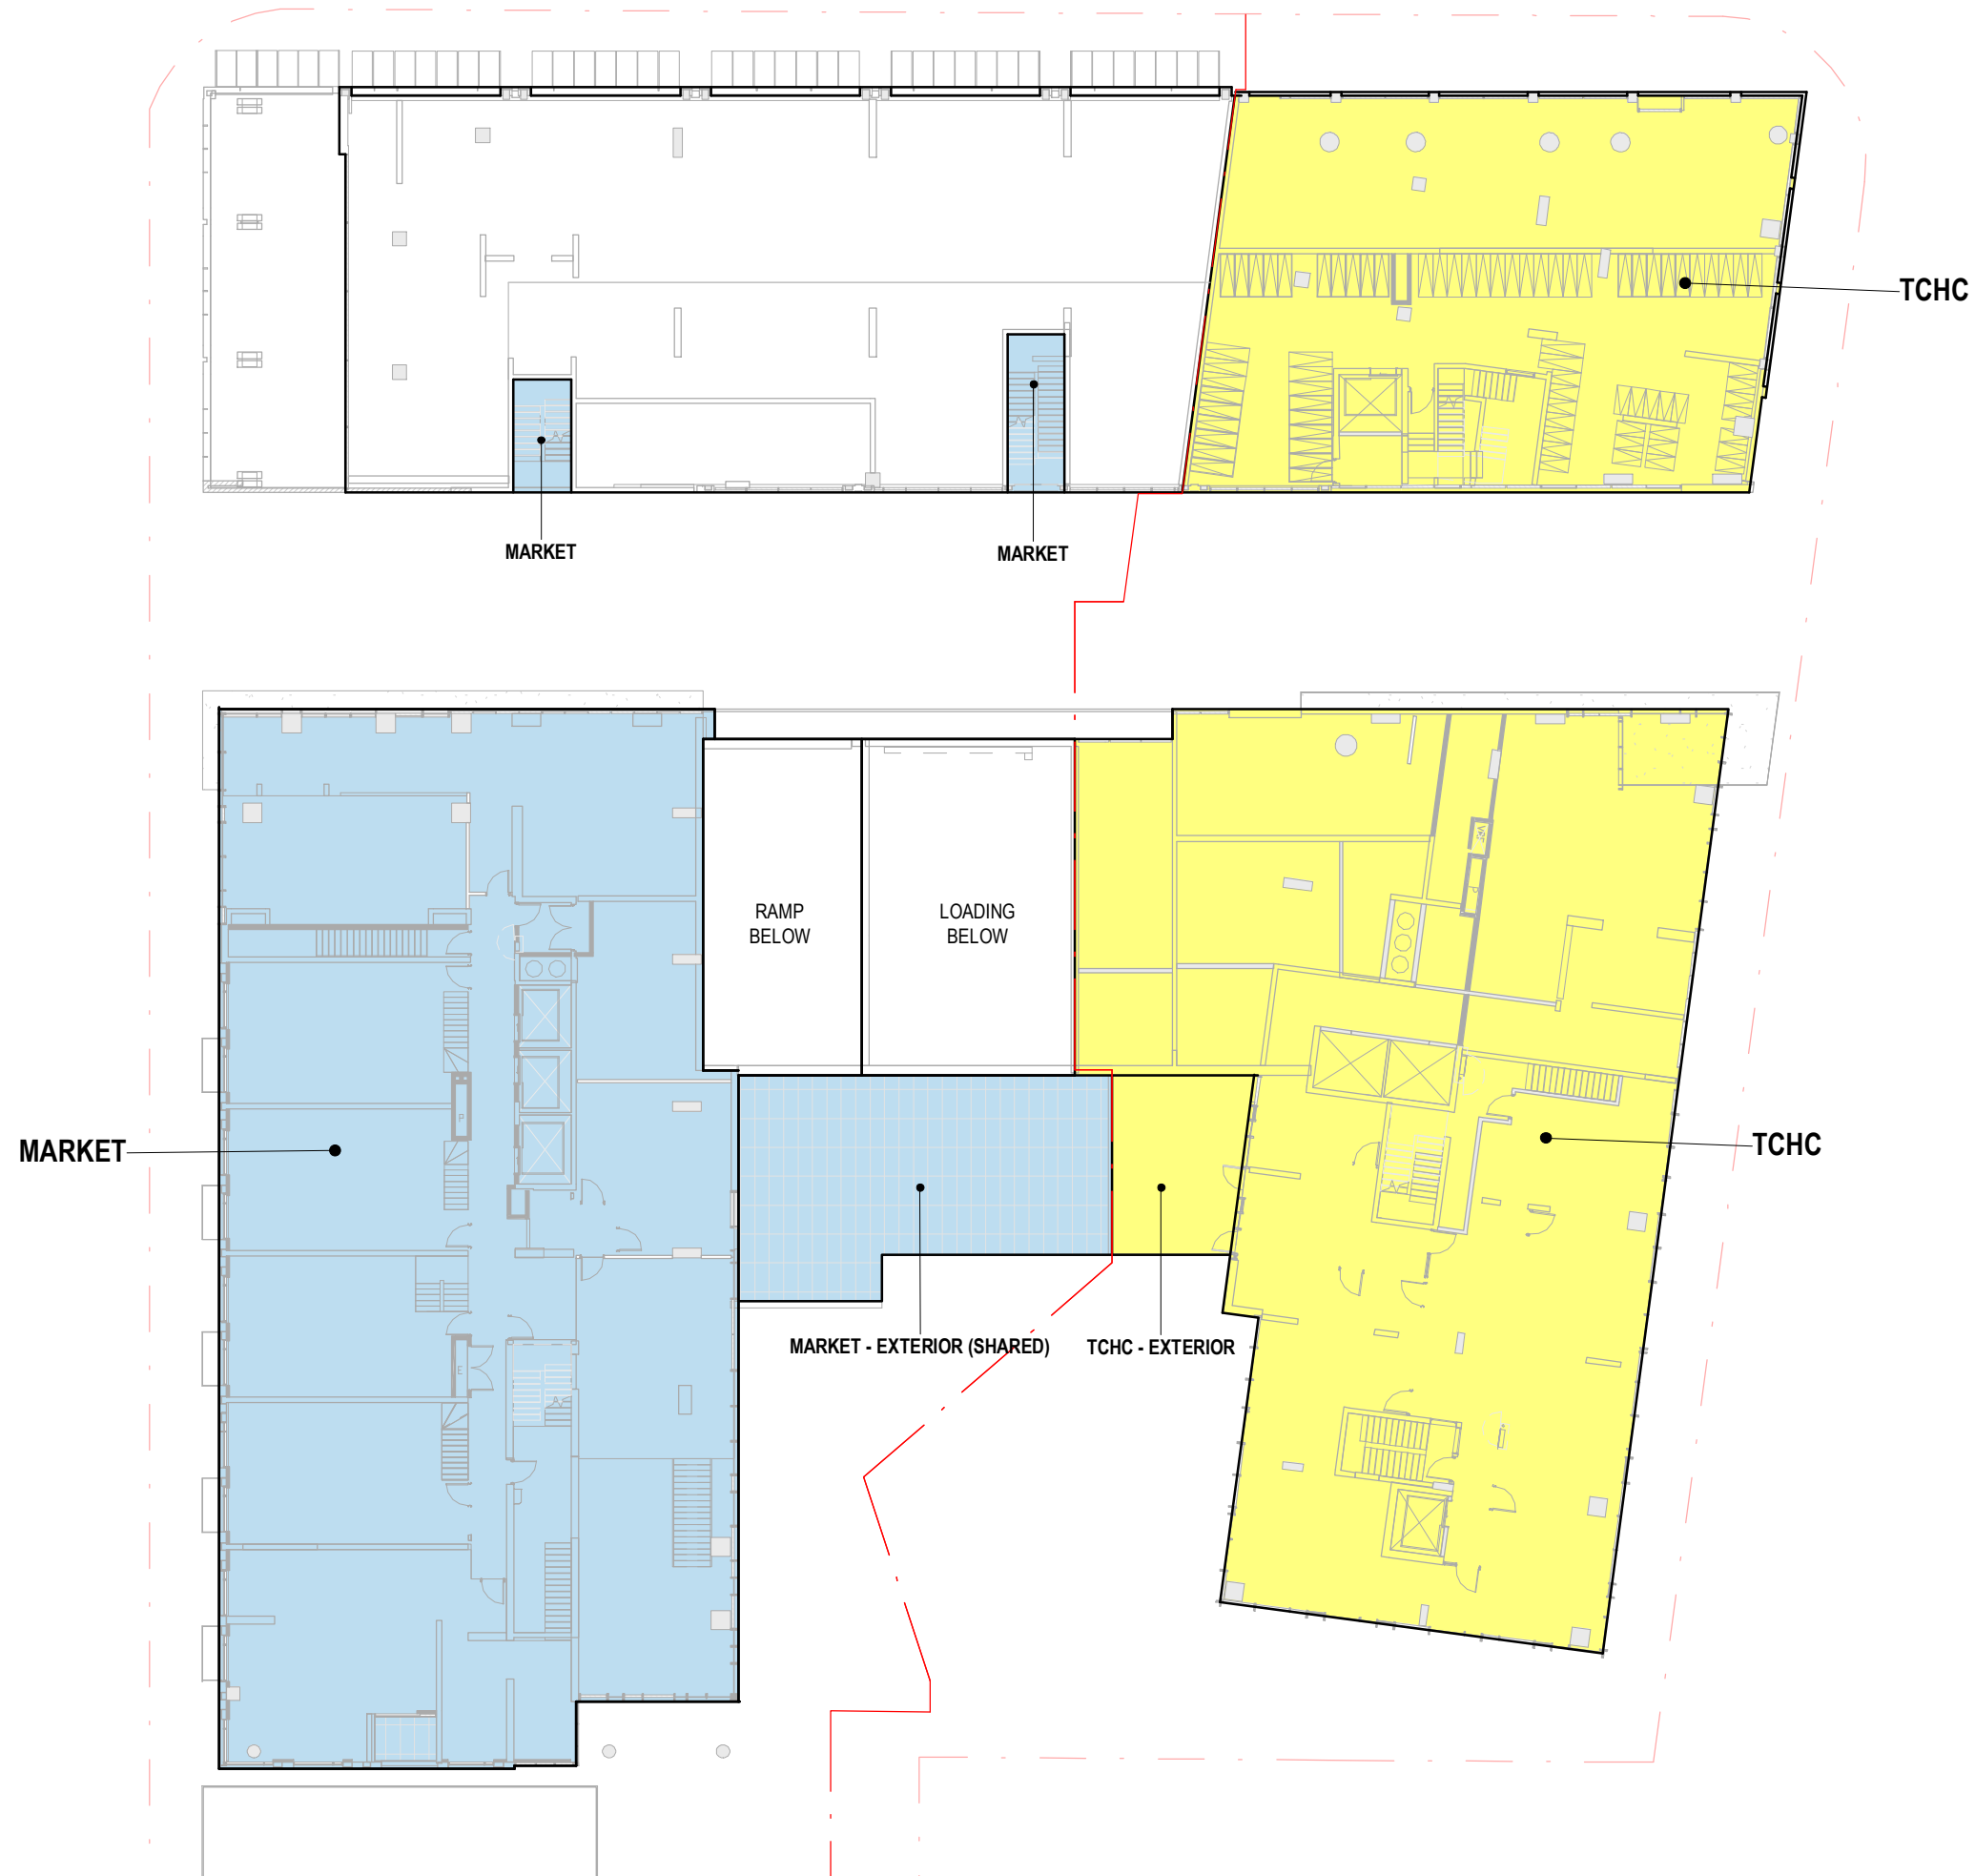 TCHC
MARKET
MARKET
RAMP
BELOW
LOADING
BELOW
MARKET
TCHC
MARKET - EXTERIOR (SHARED)
TCHC - EXTERIOR